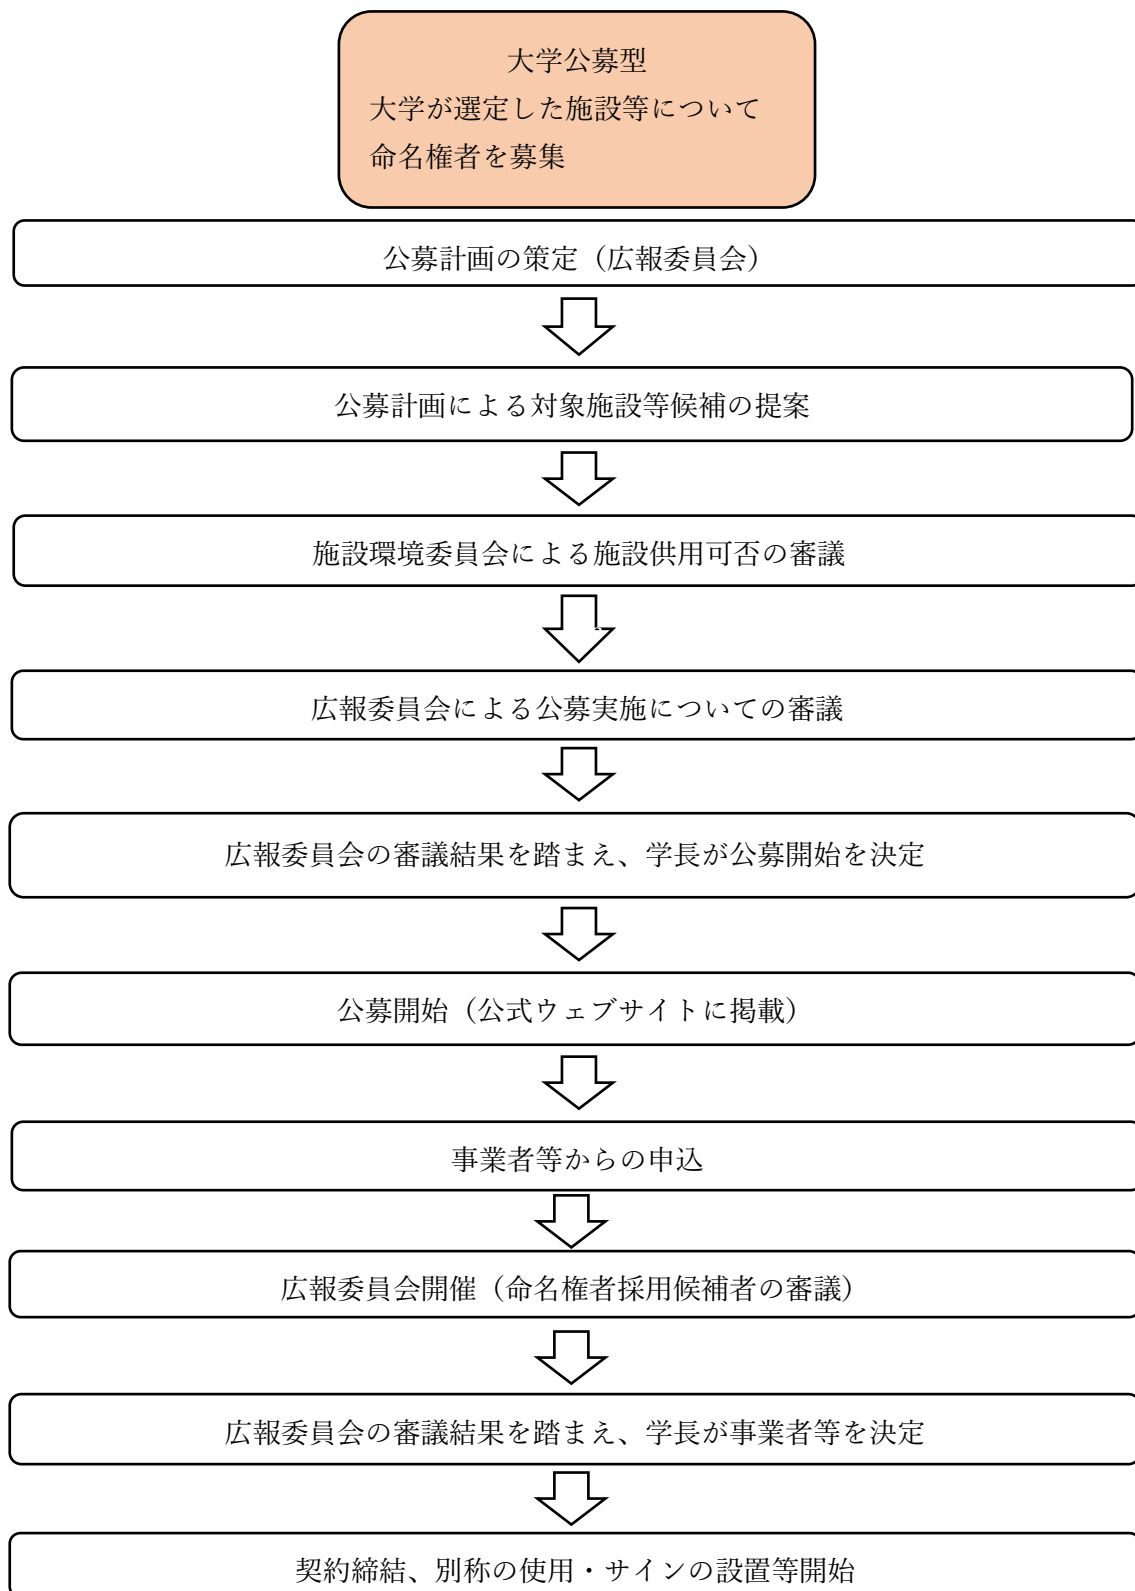 大学公募型
大学が選定した施設等について
命名権者を募集
公募計画の策定（広報委員会）
公募計画による対象施設等候補の提案
施設環境委員会による施設供用可否の審議
広報委員会による公募実施についての審議
広報委員会の審議結果を踏まえ、学長が公募開始を決定
公募開始（公式ウェブサイトに掲載）
事業者等からの申込
広報委員会開催（命名権者採用候補者の審議）
広報委員会の審議結果を踏まえ、学長が事業者等を決定
契約締結、別称の使用・サインの設置等開始